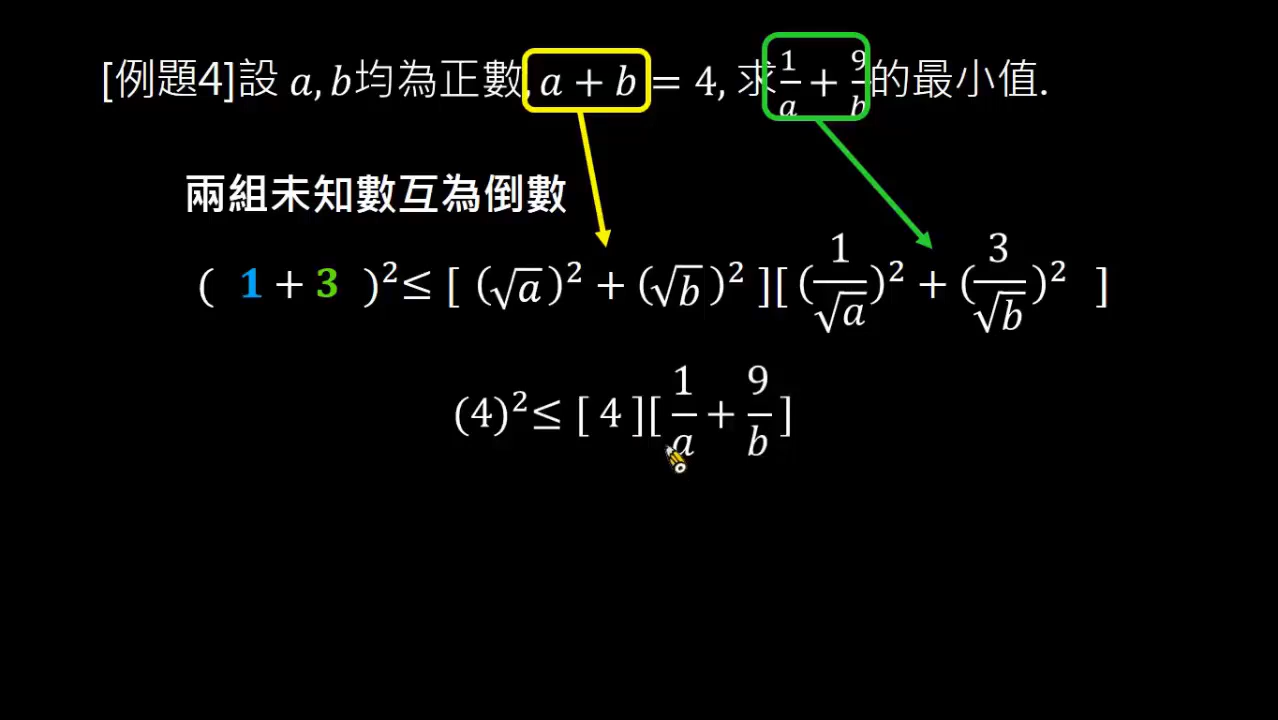 [例題4]設 a, b均為正數, a + b = 4, 求 1/a + 9/b 的最小值.
兩組未知數互為倒數
( 1 + 3 )² ≤ [ (√a)² + (√b)² ][ (1/√a)² + (3/√b)² ]
(4)² ≤ [ 4 ][ 1/a + 9/b ]